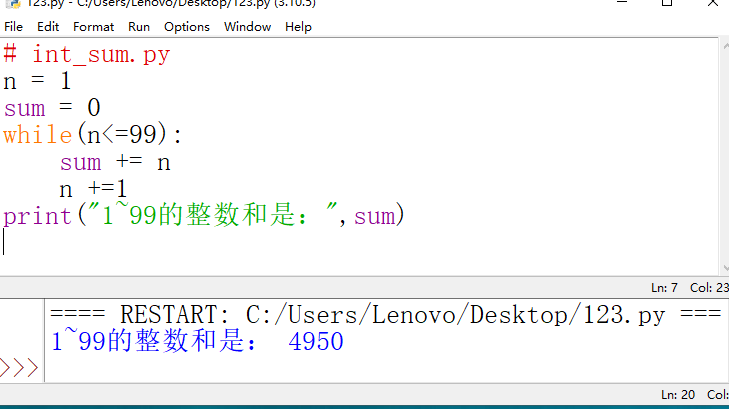 123.py - C:/Users/Lenovo/Desktop/123.py (3.10.5)
File Edit Format Run Options Window Help
# int_sum.py
n = 1
sum = 0
while(n<=99):
    sum += n
    n +=1
print("1~99的整数和是：",sum)
Ln: 7 Col: 23
==== RESTART: C:/Users/Lenovo/Desktop/123.py ===
1~99的整数和是： 4950
>>>
Ln: 20 Col: